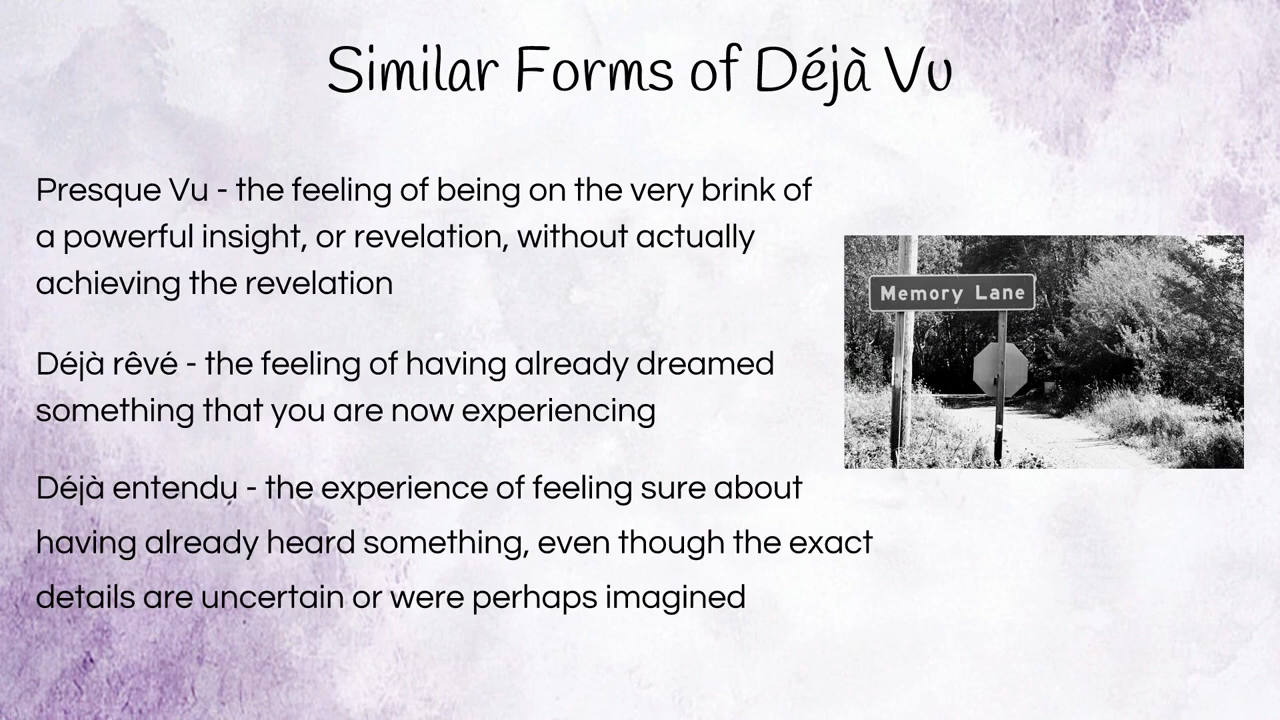 Similar Forms of Déjà Vu
Presque Vu - the feeling of being on the very brink of
a powerful insight, or revelation, without actually
achieving the revelation
Déjà rêvé - the feeling of having already dreamed
something that you are now experiencing
Déjà entendu - the experience of feeling sure about
having already heard something, even though the exact
details are uncertain or were perhaps imagined
Memory Lane